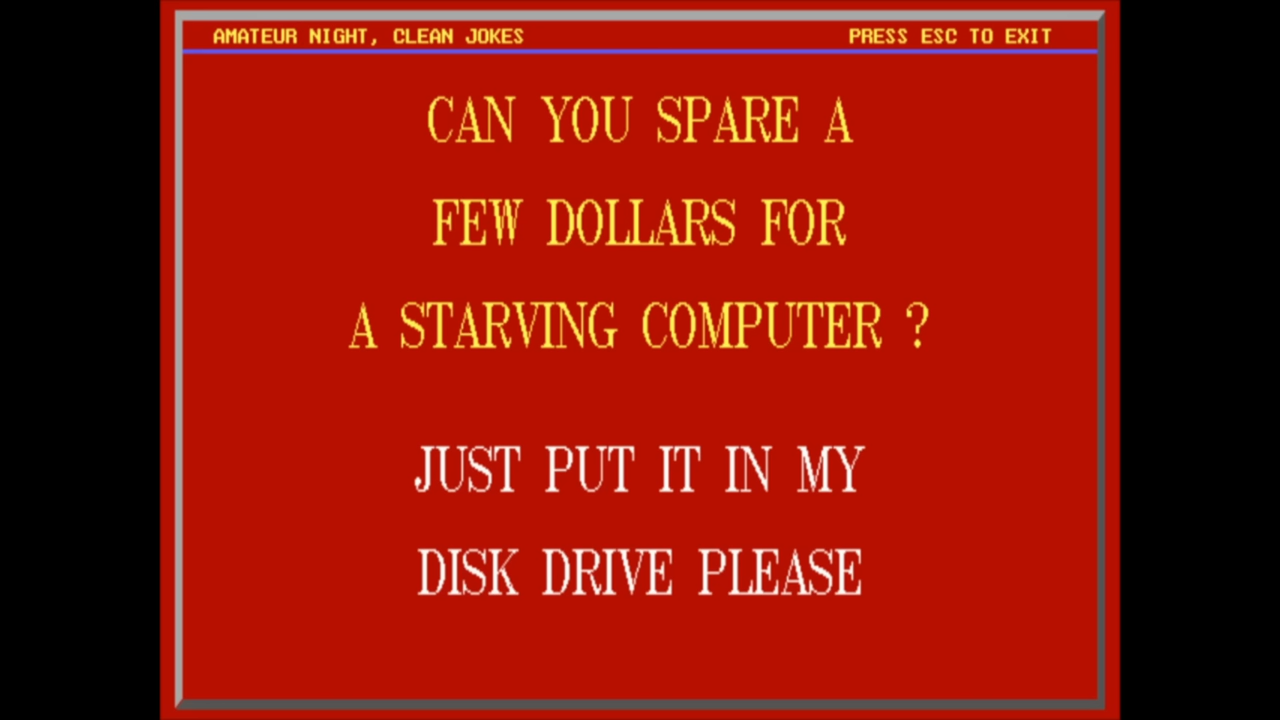 AMATEUR NIGHT, CLEAN JOKES PRESS ESC TO EXIT
CAN YOU SPARE A
FEW DOLLARS FOR
A STARVING COMPUTER ?
JUST PUT IT IN MY
DISK DRIVE PLEASE